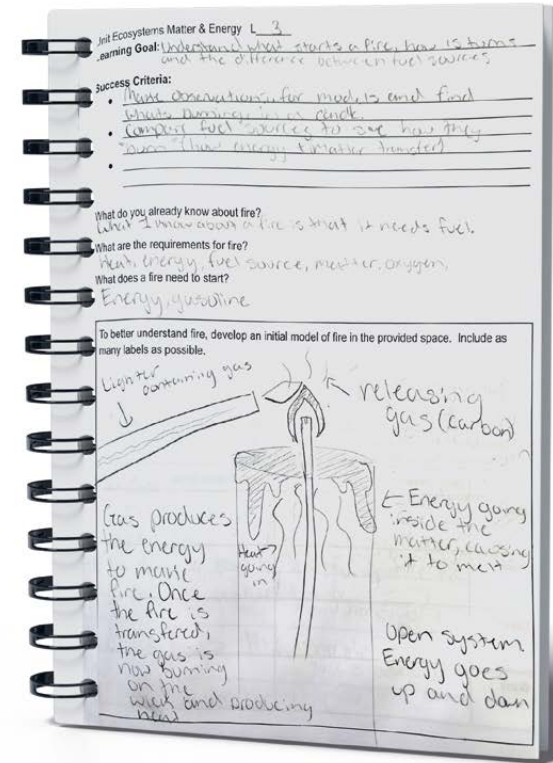 Unit Ecosystems Matter & Energy L 3
Learning Goal: Understand what starts a fire, how is turns
and the difference between fuel sources
Success Criteria:
• Make observations, for models and find
whats burning in a candle.
• Compare fuel sources to see how they
"burn" (how energy & matter transfer)
•
What do you already know about fire?
What I know about a fire is that it needs fuel.
What are the requirements for fire?
Heat, energy, fuel source, matter, oxygen,
What does a fire need to start?
Energy, gasoline
To better understand fire, develop an initial model of fire in the provided space. Include as
many labels as possible.
Lighter containing gas
releasing
gas (carbon)
Gas produces
the energy
to make
fire. Once
the fire is
transfered,
the gas is
now burning
on the
wick and producing
heat
Heat
going
in
← Energy going
inside the
matter, causing
it to melt
Open system
Energy goes
up and down